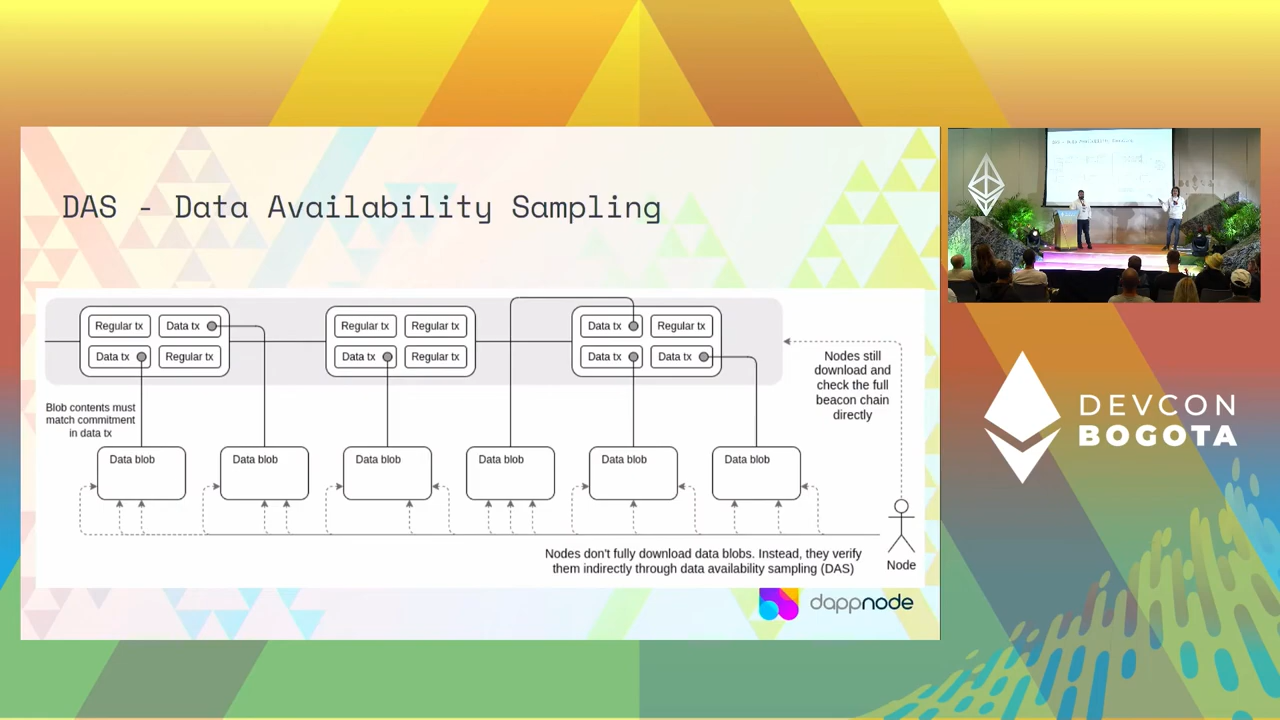 DAS - Data Availability Sampling
Regular tx
Data tx
Data tx
Regular tx
Regular tx
Regular tx
Data tx
Regular tx
Data tx
Regular tx
Data tx
Data tx
Nodes still
download and
check the full
beacon chain
directly
Blob contents must
match commitment
in data tx
Data blob
Data blob
Data blob
Data blob
Data blob
Data blob
Nodes don't fully download data blobs. Instead, they verify
them indirectly through data availability sampling (DAS)
Node
dappnode
DAS - Data Availability Sampling
DEVCON
BOGOTA